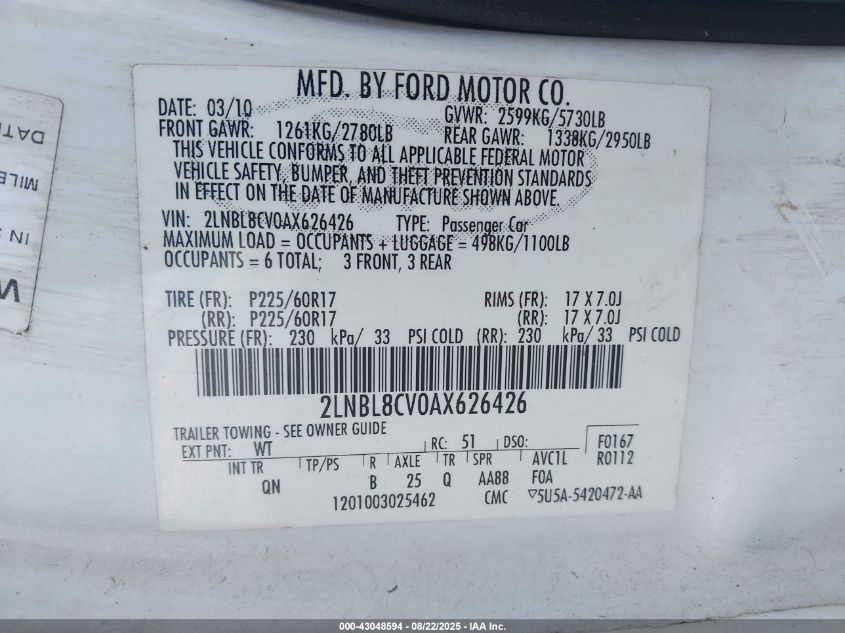 MFD. BY FORD MOTOR CO.
DATE: 03/10 GVWR: 2599KG/5730LB
FRONT GAWR: 1261KG/2780LB REAR GAWR: 1338KG/2950LB
THIS VEHICLE CONFORMS TO ALL APPLICABLE FEDERAL MOTOR
VEHICLE SAFETY, BUMPER, AND THEFT PREVENTION STANDARDS
IN EFFECT ON THE DATE OF MANUFACTURE SHOWN ABOVE.
VIN: 2LNBL8CV0AX626426 TYPE: Passenger Car
MAXIMUM LOAD = OCCUPANTS + LUGGAGE = 498KG/1100LB
OCCUPANTS = 6 TOTAL; 3 FRONT, 3 REAR
TIRE (FR): P225/60R17 RIMS (FR): 17 X 7.0J
(RR): P225/60R17 (RR): 17 X 7.0J
PRESSURE (FR): 230 kPa/ 33 PSI COLD (RR): 230 kPa/ 33 PSI COLD
2LNBL8CV0AX626426
TRAILER TOWING - SEE OWNER GUIDE
EXT PNT: WT RC: 51 DSO: F0167
R0112
INT TR TP/PS R AXLE TR SPR AVC1L
QN B 25 Q AA88 FOA
1201003025462 CMC ▽5U5A-5420472-AA
DATE
MILE
IN S
W
000-43048594 - 08/22/2025 - IAA Inc.